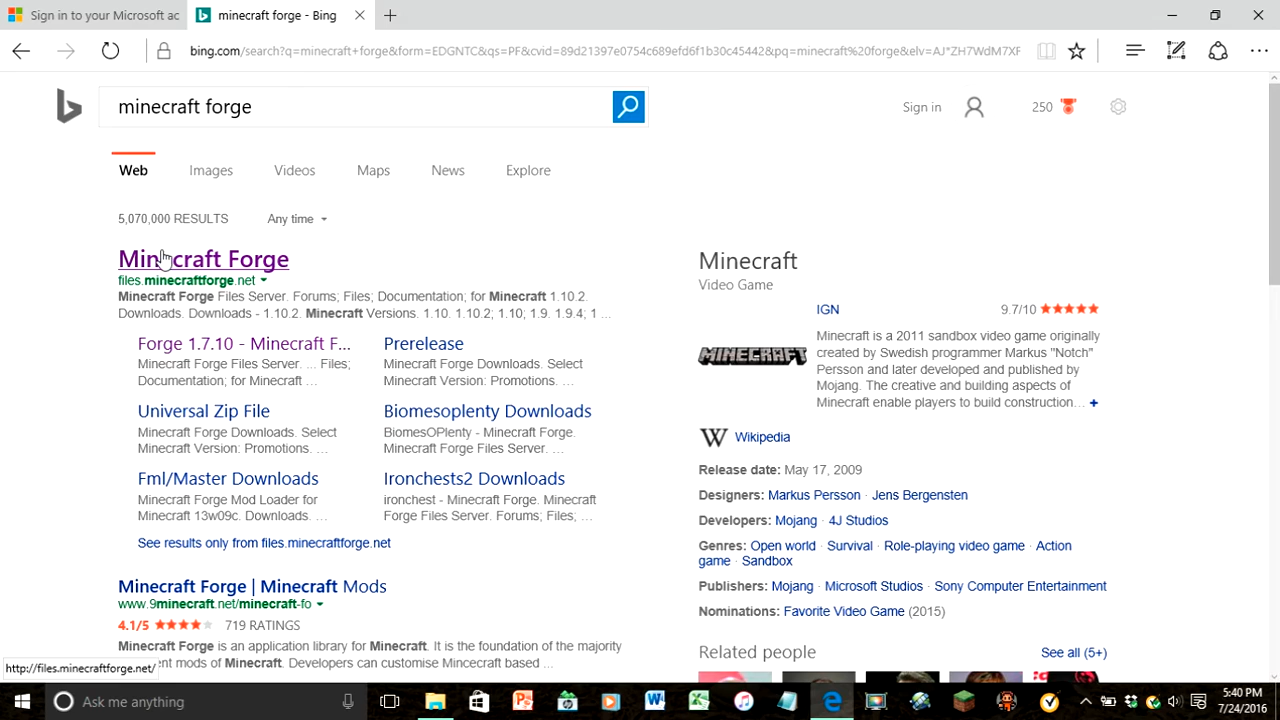 Sign in to your Microsoft ac
minecraft forge - Bing
bing.com/search?q=minecraft+forge&form=EDGNTC&qs=PF&cvid=89d21397e0754c689efd6f1b30c45442&pq=minecraft%20forge&elv=AJ*ZH7WdM7XF
minecraft forge
Sign in
250
Web
Images
Videos
Maps
News
Explore
5,070,000 RESULTS
Any time
Minecraft Forge
files.minecraftforge.net
Minecraft Forge Files Server. Forums; Files; Documentation; for Minecraft 1.10.2.
Downloads. Downloads - 1.10.2. Minecraft Versions. 1.10. 1.10.2; 1.10; 1.9. 1.9.4; 1 ...
Forge 1.7.10 - Minecraft F...
Minecraft Forge Files Server. ... Files;
Documentation; for Minecraft ...
Prerelease
Minecraft Forge Downloads. Select
Minecraft Version: Promotions. ...
Universal Zip File
Minecraft Forge Downloads. Select
Minecraft Version: Promotions. ...
Biomesoplenty Downloads
BiomesOPlenty - Minecraft Forge.
Minecraft Forge Files Server. ...
Fml/Master Downloads
Minecraft Forge Mod Loader for
Minecraft 13w09c. Downloads. ...
Ironchests2 Downloads
ironchest - Minecraft Forge. Minecraft
Forge Files Server. Forums; Files; ...
See results only from files.minecraftforge.net
Minecraft Forge | Minecraft Mods
www.9minecraft.net/minecraft-fo
4.1/5
719 RATINGS
Minecraft Forge is an application library for Minecraft. It is the foundation of the majority
ent mods of Minecraft. Developers can customise Mincecraft based ...
http://files.minecraftforge.net/
Minecraft
Video Game
IGN
9.7/10
Minecraft is a 2011 sandbox video game originally
created by Swedish programmer Markus "Notch"
Persson and later developed and published by
Mojang. The creative and building aspects of
Minecraft enable players to build construction… +
MINECRAFT
W Wikipedia
Release date: May 17, 2009
Designers: Markus Persson · Jens Bergensten
Developers: Mojang · 4J Studios
Genres: Open world · Survival · Role-playing video game · Action
game · Sandbox
Publishers: Mojang · Microsoft Studios · Sony Computer Entertainment
Nominations: Favorite Video Game (2015)
Related people
See all (5+)
Ask me anything
5:40 PM
7/24/2016